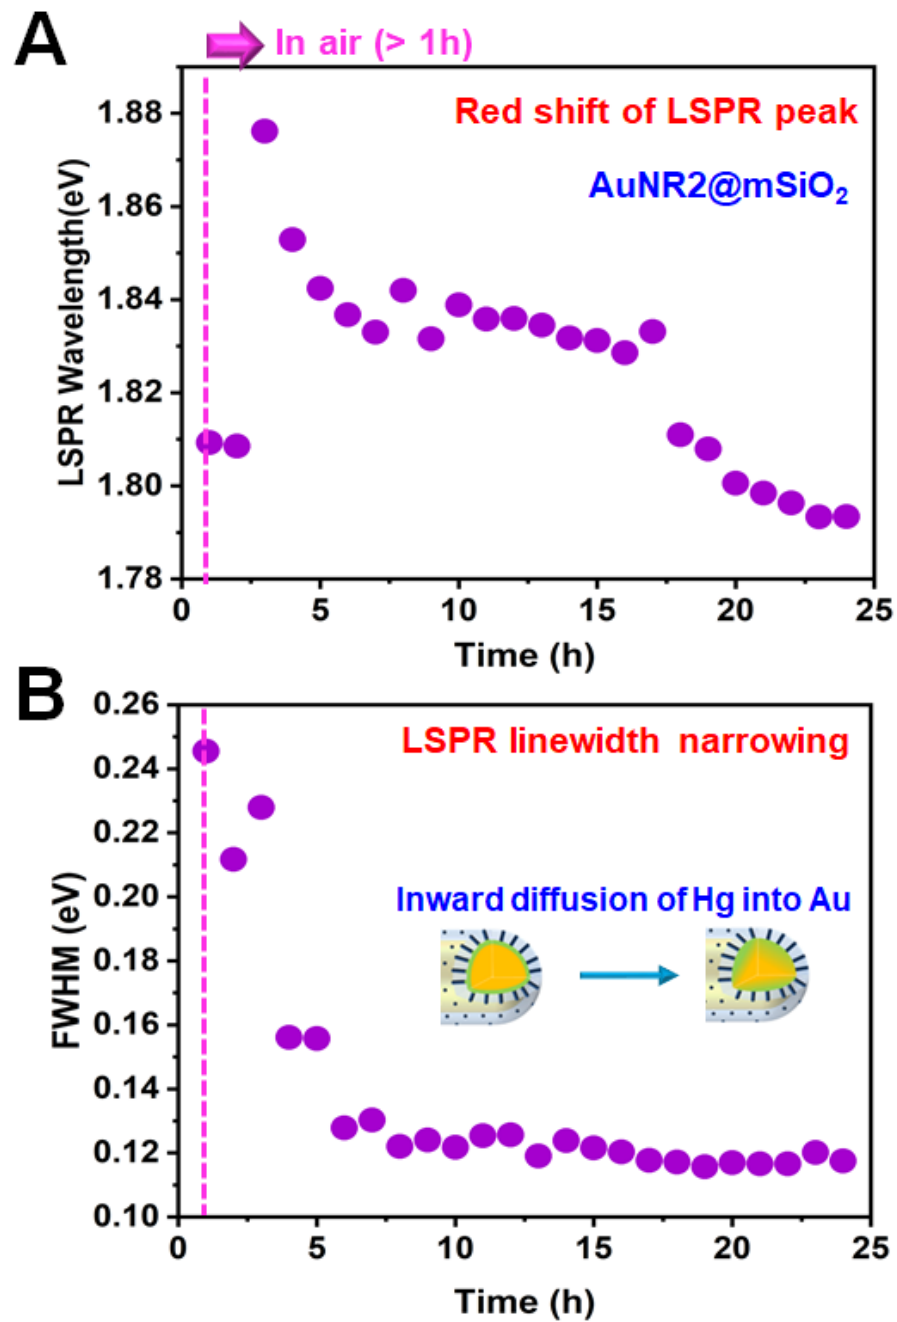 A
In air (> 1h)
Red shift of LSPR peak
AuNR2@mSiO₂
LSPR Wavelength(eV)
1.88
1.86
1.84
1.82
1.80
1.78
0 5 10 15 20 25
Time (h)
B
LSPR linewidth narrowing
Inward diffusion of Hg into Au
FWHM (eV)
0.26
0.24
0.22
0.20
0.18
0.16
0.14
0.12
0.10
0 5 10 15 20 25
Time (h)